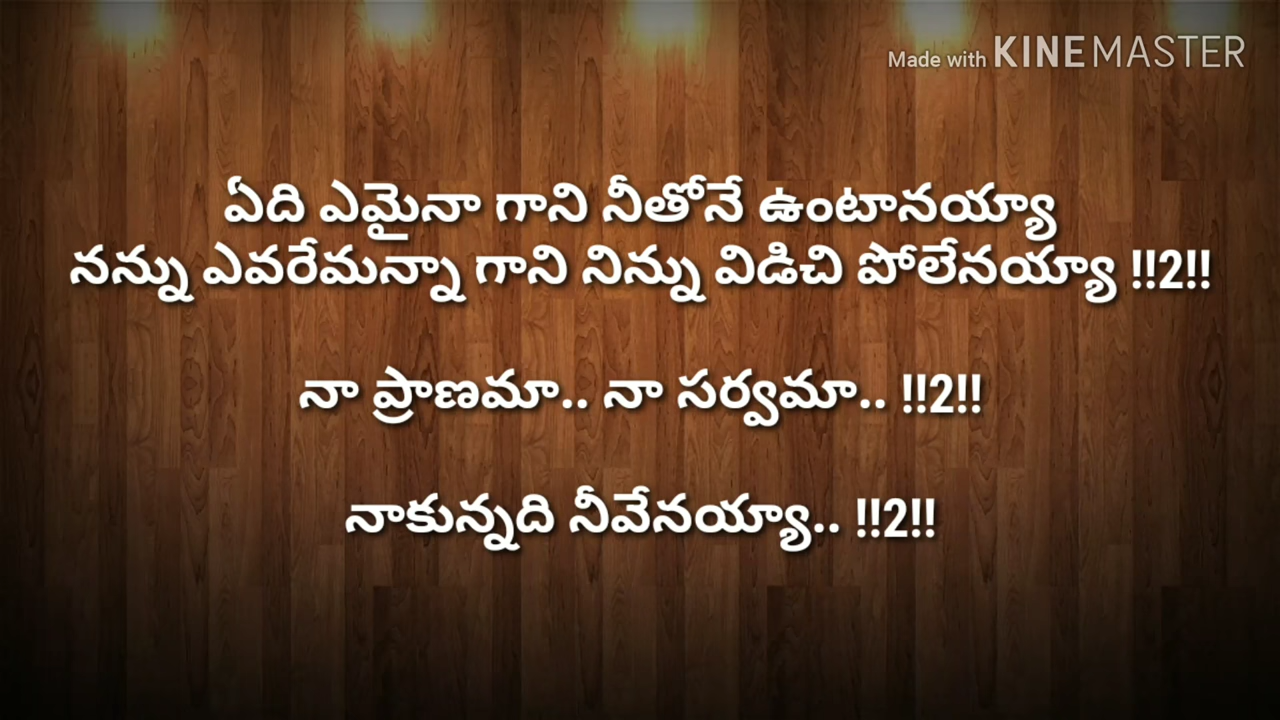 Made with KINEMASTER
ఏది ఎమైనా గాని నీతోనే ఉంటానయ్యా
నన్ను ఎవరేమన్నా గాని నిన్ను విడిచి పోలేనయ్యా !!2!!
నా ప్రాణమా.. నా సర్వమా.. !!2!!
నాకున్నది నీవేనయ్యా.. !!2!!